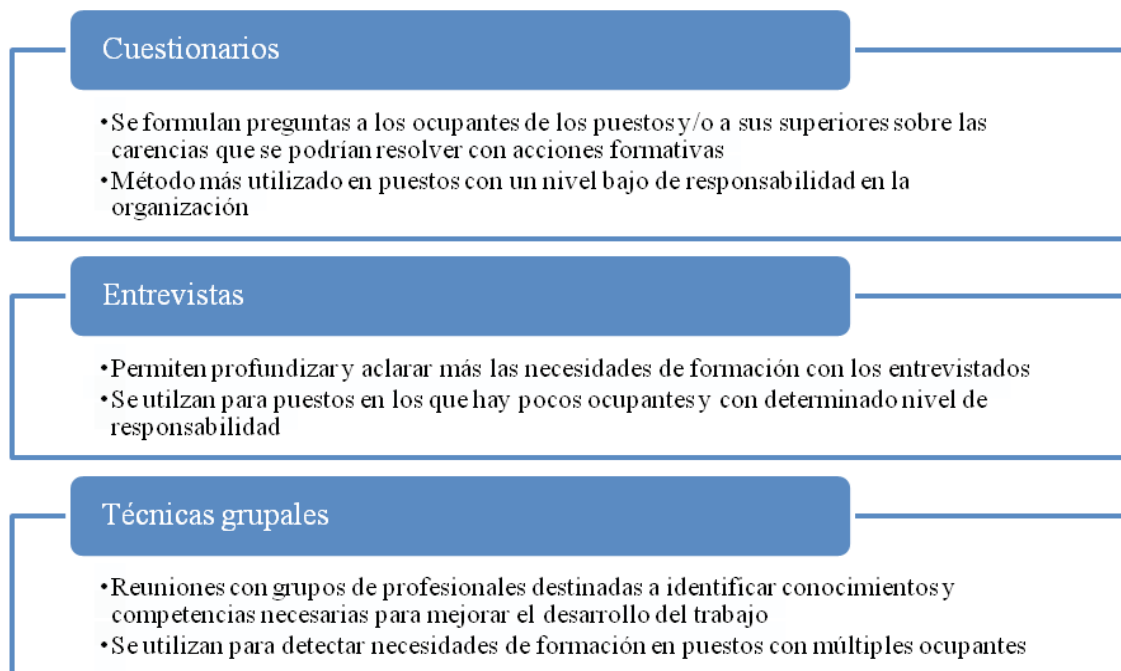 Cuestionarios
•Se formulan preguntas a los ocupantes de los puestos y/o a sus superiores sobre las
carencias que se podrían resolver con acciones formativas
•Método más utilizado en puestos con un nivel bajo de responsabilidad en la
organización
Entrevistas
•Permiten profundizar y aclarar más las necesidades de formación con los entrevistados
•Se utilzan para puestos en los que hay pocos ocupantes y con determinado nivel de
responsabilidad
Técnicas grupales
•Reuniones con grupos de profesionales destinadas a identificar conocimientos y
competencias necesarias para mejorar el desarrollo del trabajo
•Se utilizan para detectar necesidades de formación en puestos con múltiples ocupantes